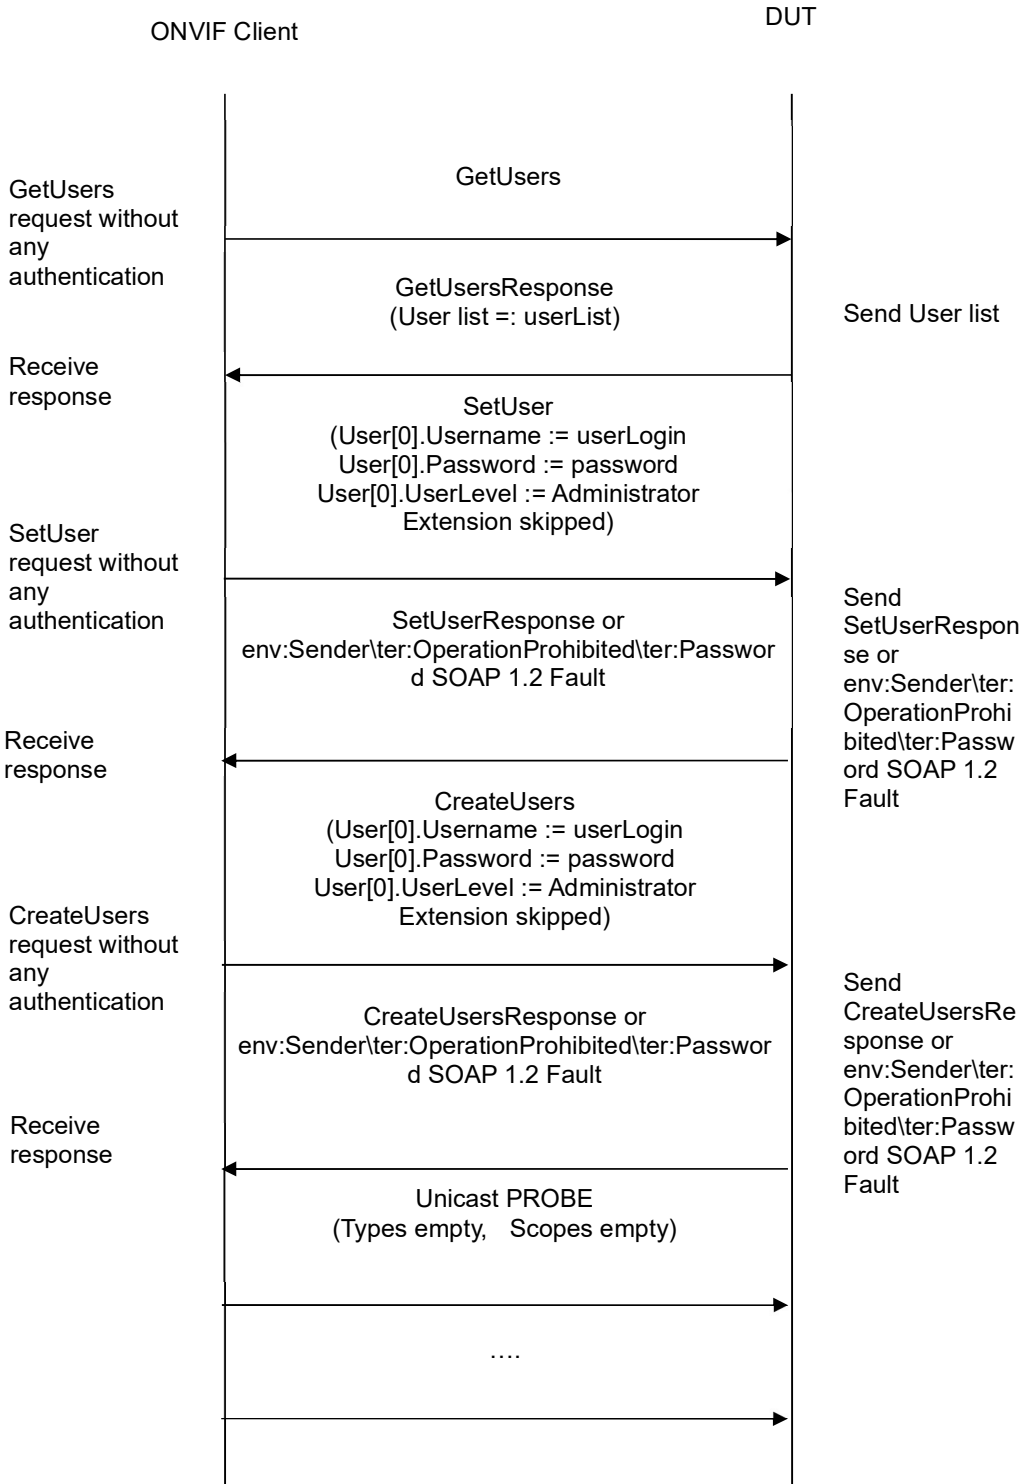 ONVIF Client
DUT
GetUsers
request without
any
authentication
GetUsers
GetUsersResponse
(User list =: userList)
Send User list
Receive
response
SetUser
(User[0].Username := userLogin
User[0].Password := password
User[0].UserLevel := Administrator
Extension skipped)
SetUser
request without
any
authentication
SetUserResponse or
env:Sender\ter:OperationProhibited\ter:Passwor
d SOAP 1.2 Fault
Send
SetUserRespon
se or
env:Sender\ter:
OperationProhi
bited\ter:Passw
ord SOAP 1.2
Fault
Receive
response
CreateUsers
(User[0].Username := userLogin
User[0].Password := password
User[0].UserLevel := Administrator
Extension skipped)
CreateUsers
request without
any
authentication
CreateUsersResponse or
env:Sender\ter:OperationProhibited\ter:Passwor
d SOAP 1.2 Fault
Send
CreateUsersRe
sponse or
env:Sender\ter:
OperationProhi
bited\ter:Passw
ord SOAP 1.2
Fault
Receive
response
Unicast PROBE
(Types empty, Scopes empty)
….